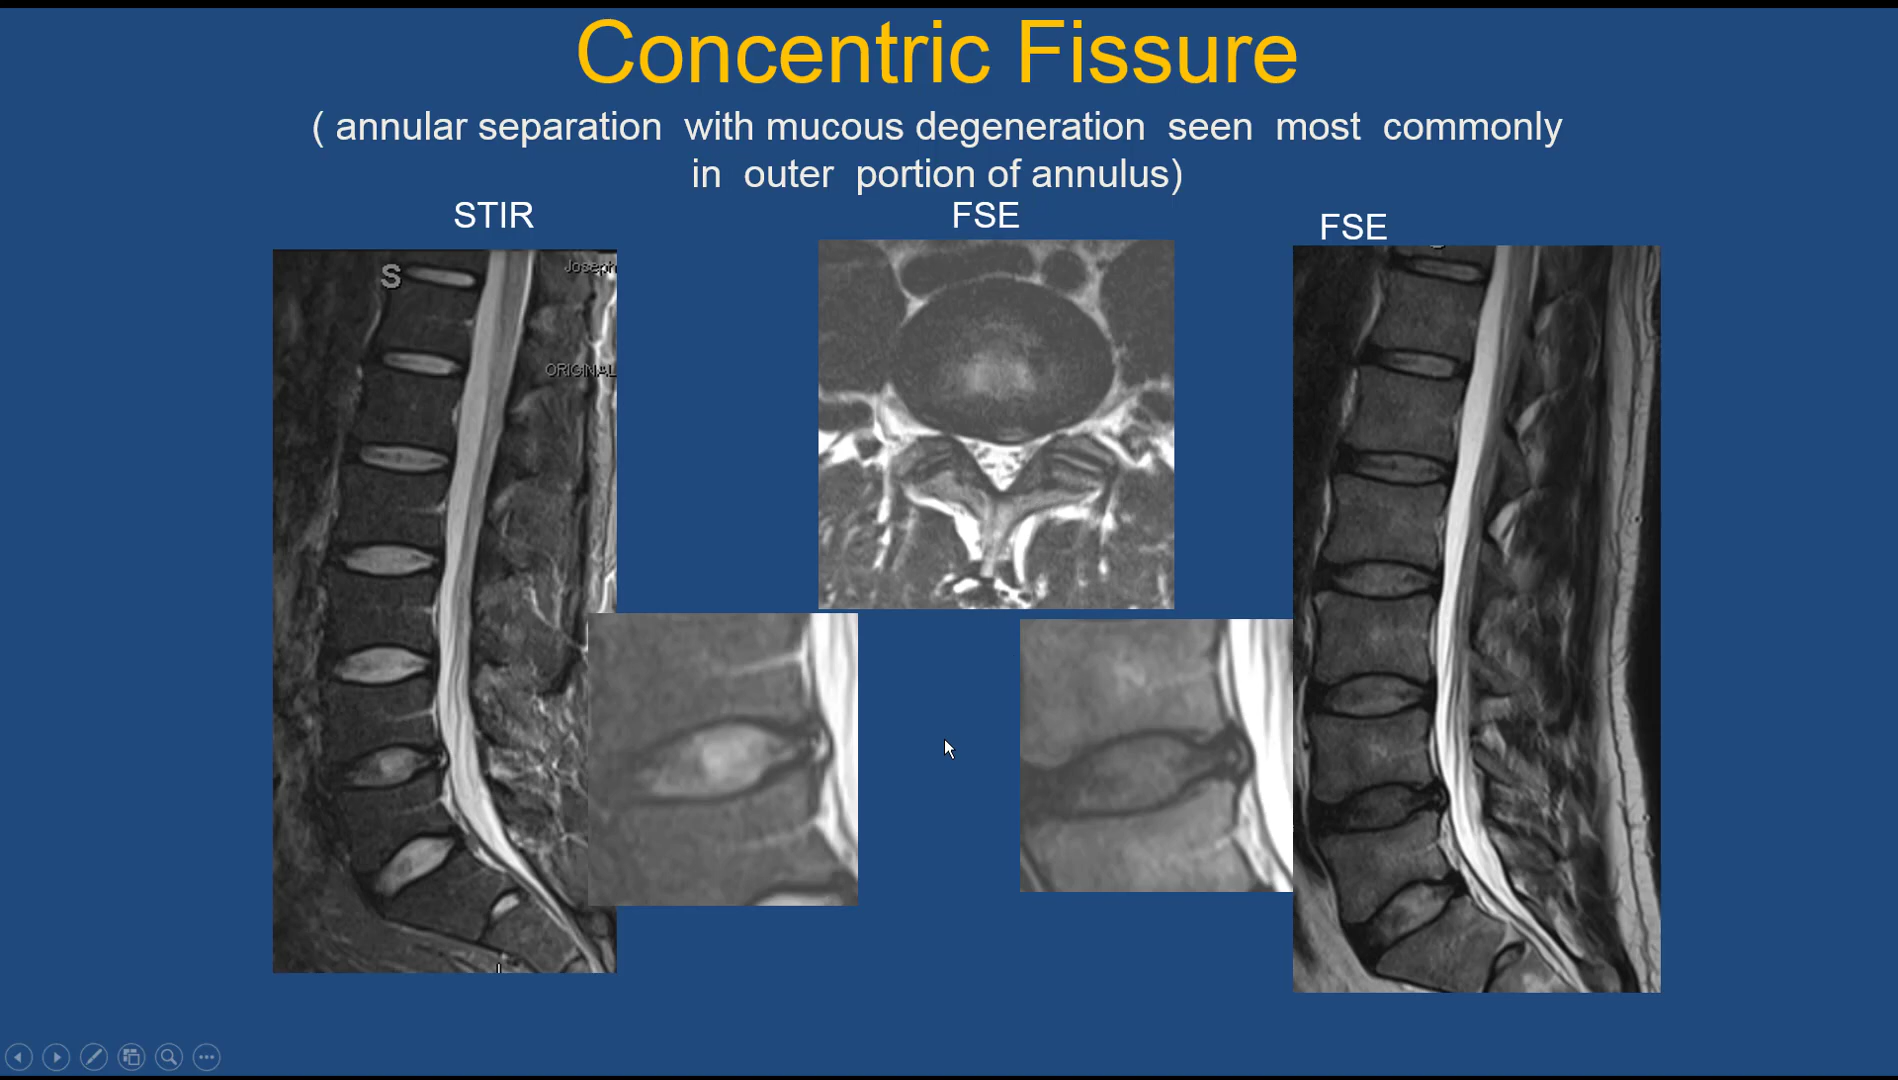 Concentric Fissure
( annular separation with mucous degeneration seen most commonly
in outer portion of annulus)
STIR
FSE
FSE
S
Joseph
ORIGINAL